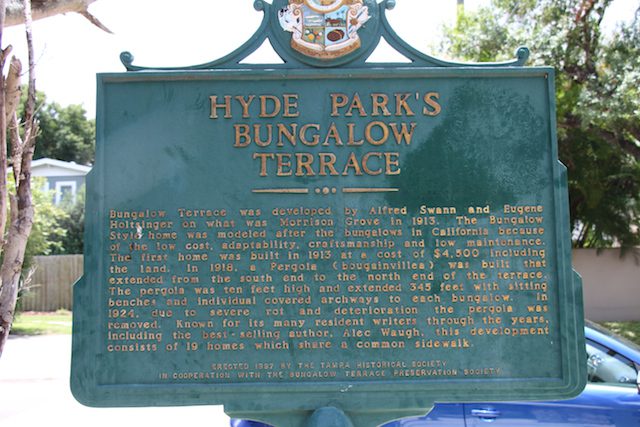 HYDE PARK'S
BUNGALOW
TERRACE
Bungalow Terrace was developed by Alfred Swann and Eugene
Holtsinger on what was Morrison Grove in 1913. The Bungalow
Style home was modeled after the bungalows in California because
of the low cost, adaptability, craftsmanship and low maintonance.
The first home was built in 1913 at a cost of $4,500 including
the land. In 1918, a Pergola (bougainvillea) was built that
extended from the south end to the north end of the terrace.
The pergola was ten feet high and extended 345 feet with sitting
benches and individual covered archways to each bungalow. In
1924, due to severe rot and deterioration the pergola was
removed. Known for its many resident writers through the years,
including the best-selling author, Alec Waugh, this development
consists of 19 homes which share a common sidewalk.
ERECTED 1997 BY THE TAMPA HISTORICAL SOCIETY
IN COOPERATION WITH THE BUNGALOW TERRACE PRESERVATION SOCIETY